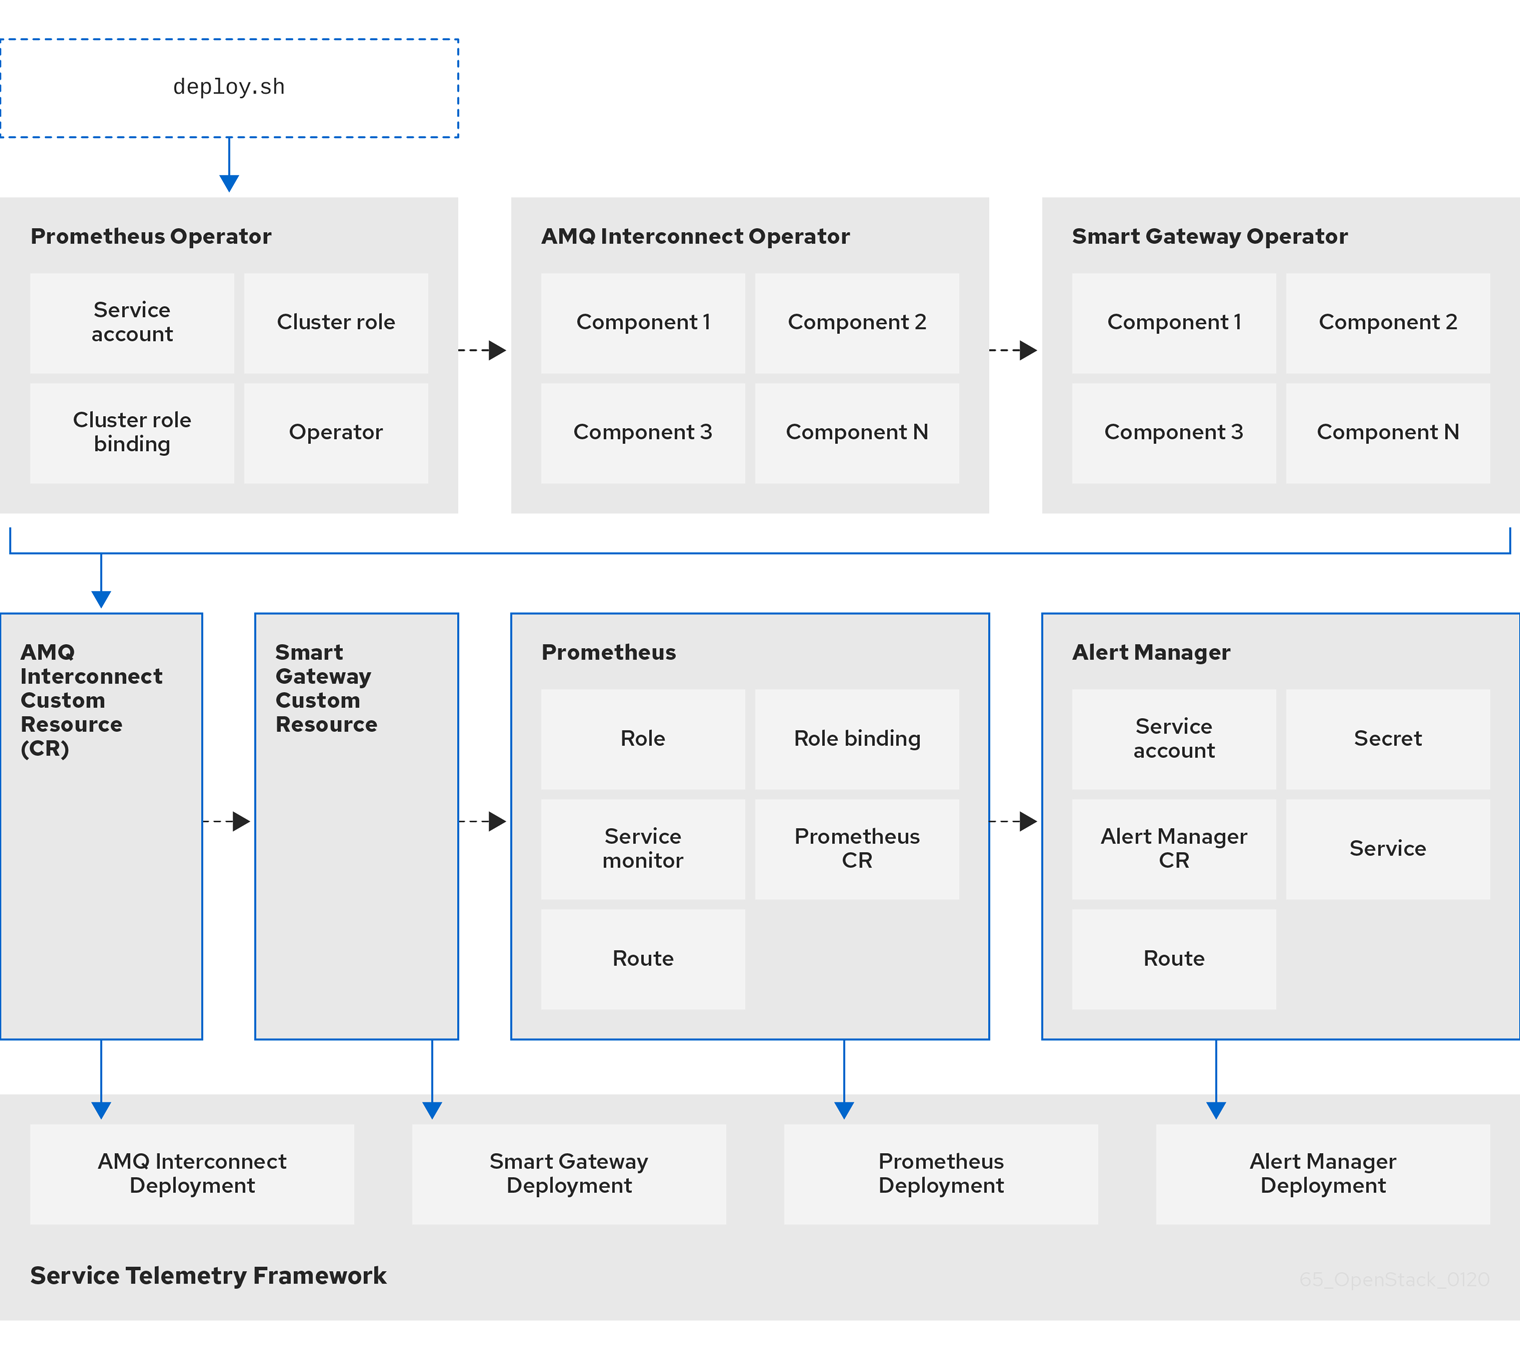 deploy.sh
Prometheus Operator
Service
account
Cluster role
Cluster role
binding
Operator
AMQ Interconnect Operator
Component 1
Component 2
Component 3
Component N
Smart Gateway Operator
Component 1
Component 2
Component 3
Component N
AMQ
Interconnect
Custom
Resource
(CR)
Smart
Gateway
Custom
Resource
Prometheus
Role
Role binding
Service
monitor
Prometheus
CR
Route
Alert Manager
Service
account
Secret
Alert Manager
CR
Service
Route
AMQ Interconnect
Deployment
Smart Gateway
Deployment
Prometheus
Deployment
Alert Manager
Deployment
Service Telemetry Framework
65_OpenStack_0120